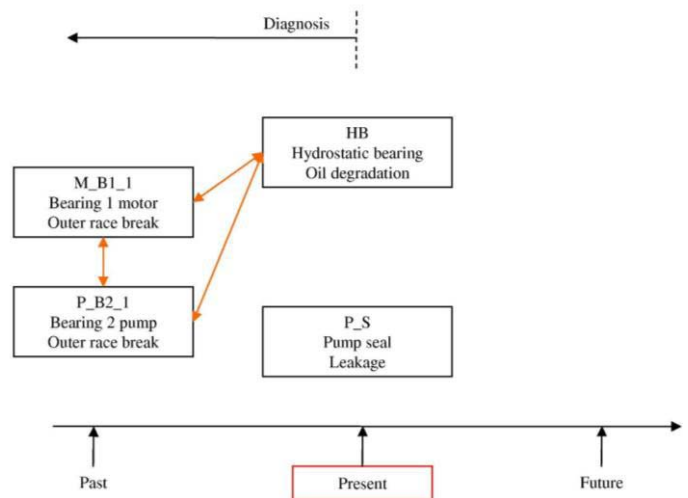 Diagnosis
HB
Hydrostatic bearing
Oil degradation
M_B1_1
Bearing 1 motor
Outer race break
P_B2_1
Bearing 2 pump
Outer race break
P_S
Pump seal
Leakage
Past
Present
Future